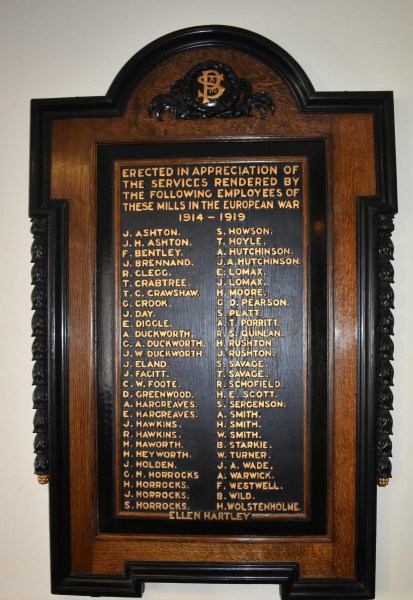 ERECTED IN APPRECIATION OF
THE SERVICES RENDERED BY
THE FOLLOWING EMPLOYEES OF
THESE MILLS IN THE EUROPEAN WAR
1914 – 1919
J. ASHTON.
J. H. ASHTON.
F. BENTLEY.
J. BRENNAND.
R. CLEGG.
T. CRABTREE.
T. C. CRAWSHAW.
G. CROOK.
J. DAY.
E. DIGGLE.
A. DUCKWORTH.
C. A. DUCKWORTH.
J. W DUCKWORTH.
J. ELAND.
J. FACITT.
C. W. FOOTE.
D. GREENWOOD.
A. HARGREAVES.
E. HARGREAVES.
J. HAWKINS.
R. HAWKINS.
H. HAWORTH.
H. HEYWORTH.
J. HOLDEN.
G. H. HORROCKS
H. HORROCKS.
J. HORROCKS.
S. HORROCKS.
S. HOWSON.
T. HOYLE.
A. HUTCHINSON.
J. A. HUTCHINSON.
E. LOMAX.
J. LOMAX.
H. MOORE.
G. D. PEARSON.
S. PLATT.
A. T. PORRITT.
R. S. QUINLAN.
H. RUSHTON.
J. RUSHTON.
S. SAVAGE.
T. SAVAGE.
R. SCHOFIELD.
H. E. SCOTT.
S. SERGENSON.
A. SMITH.
H. SMITH.
W. SMITH.
B. STARKIE.
W. TURNER.
J. A. WADE.
A. WARWICK.
F. WESTWELL.
B. WILD.
H. WOLSTENHOLME.
ELLEN HARTLEY